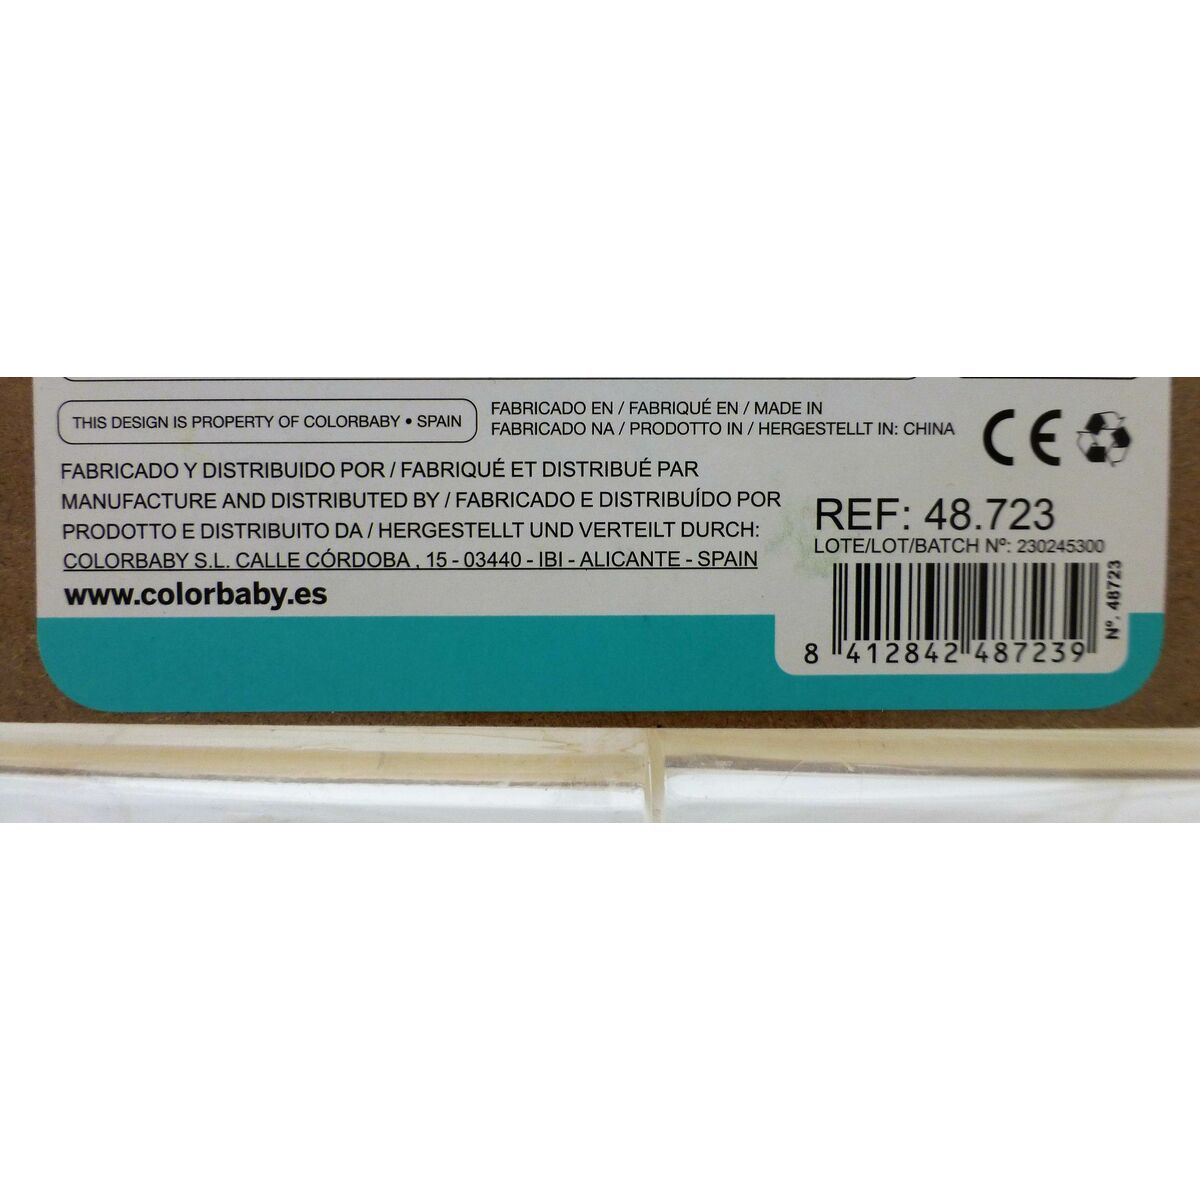 THIS DESIGN IS PROPERTY OF COLORBABY • SPAIN
FABRICADO EN / FABRIQUÉ EN / MADE IN
FABRICADO NA / PRODOTTO IN / HERGESTELLT IN: CHINA
CE
FABRICADO Y DISTRIBUIDO POR / FABRIQUÉ ET DISTRIBUÉ PAR
MANUFACTURE AND DISTRIBUTED BY / FABRICADO E DISTRIBUÍDO POR
PRODOTTO E DISTRIBUITO DA / HERGESTELLT UND VERTEILT DURCH:
COLORBABY S.L. CALLE CÓRDOBA , 15 - 03440 - IBI - ALICANTE - SPAIN
www.colorbaby.es
REF: 48.723
LOTE/LOT/BATCH Nº: 230245300
Nº. 48723
8 412842 487239